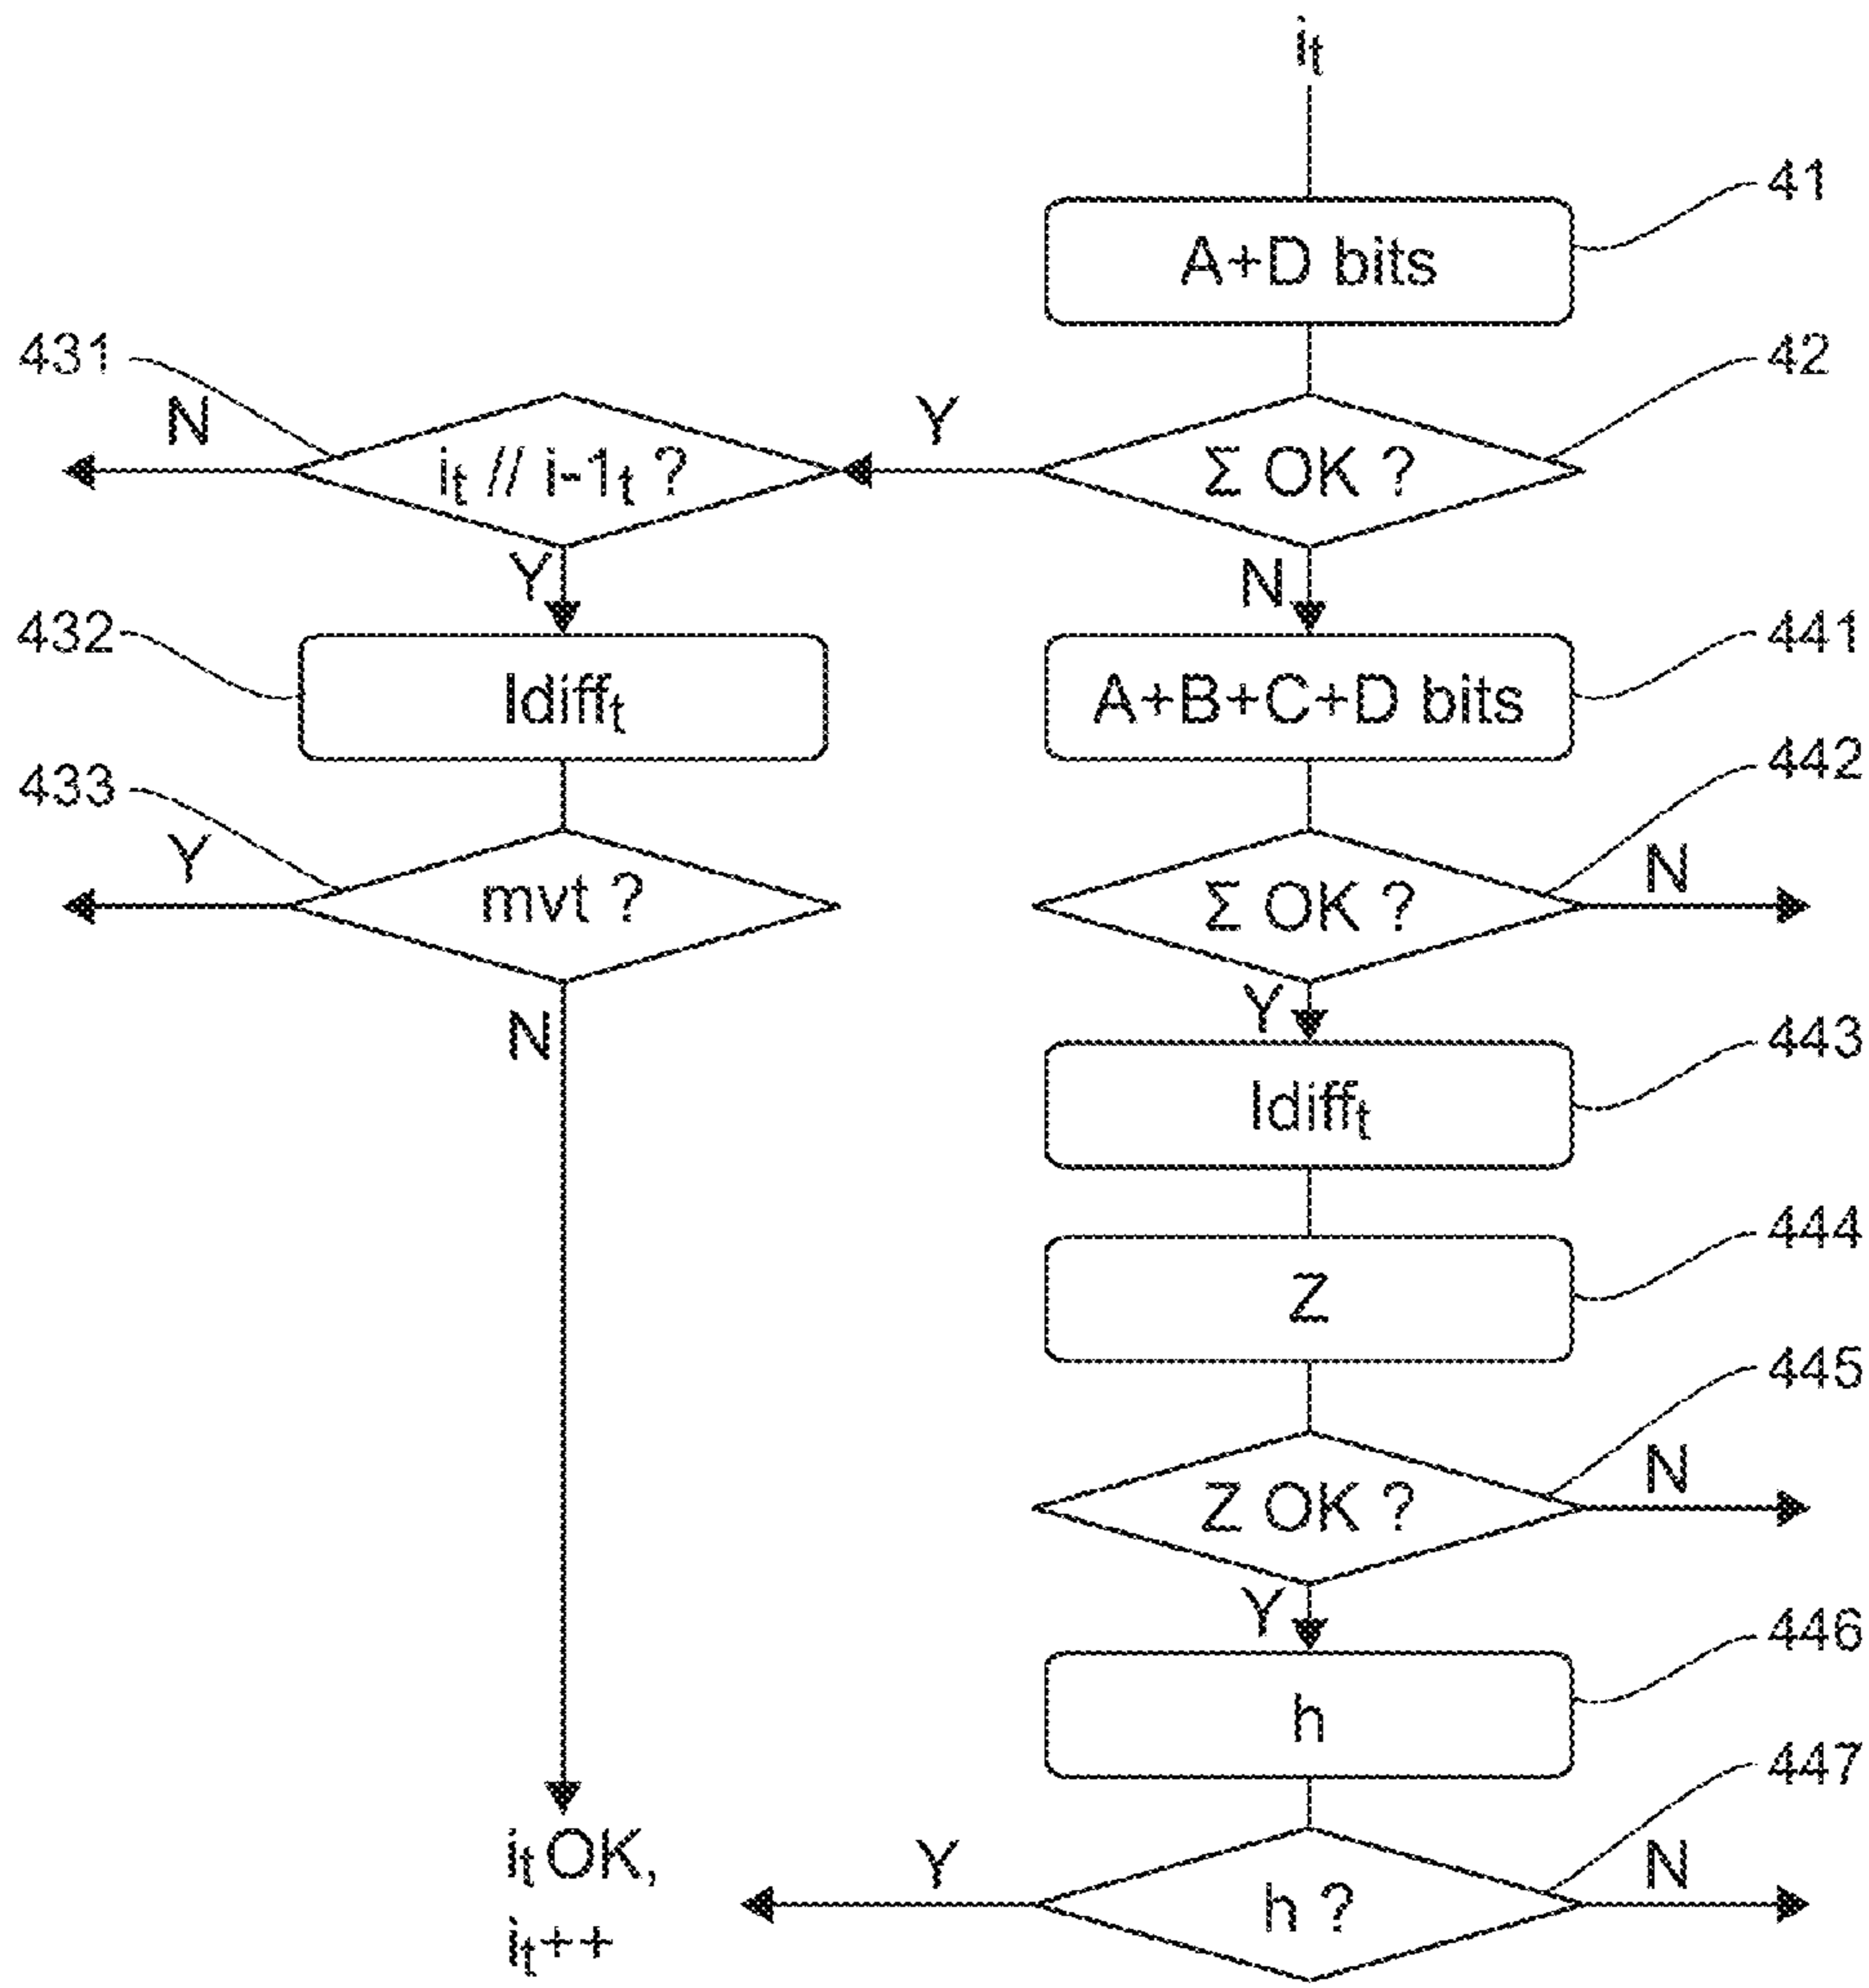 iₜ
41
A+D bits
431
42
N
Y
iₜ // i-1ₜ ?
Σ OK ?
Y
N
432
441
Idiffₜ
A+B+C+D bits
433
442
Y
N
mvt ?
Σ OK ?
N
Y
443
Idiffₜ
444
Z
445
N
Z OK ?
Y
446
h
447
iₜ OK,
Y
N
h ?
iₜ++